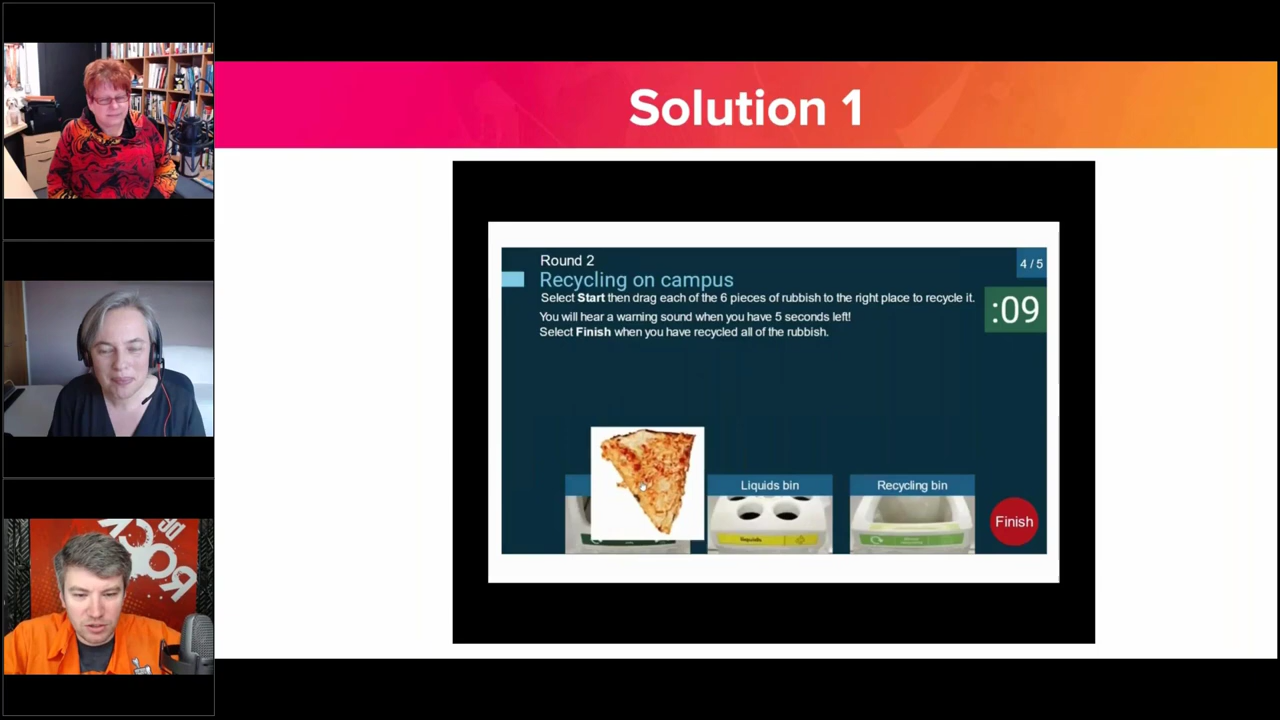 Solution 1
Round 2
4 / 5
Recycling on campus
Select Start then drag each of the 6 pieces of rubbish to the right place to recycle it.
:09
You will hear a warning sound when you have 5 seconds left!
Select Finish when you have recycled all of the rubbish.
Liquids bin
Recycling bin
Finish
liquids